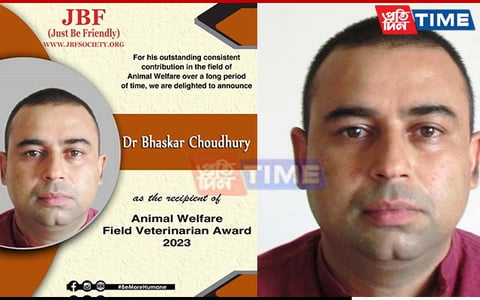 JBF
(Just Be Friendly)
WWW.JBFSOCIETY.ORG
For his outstanding consistent
contribution in the field of
Animal Welfare over a long period
of time, we are delighted to announce
Dr Bhaskar Choudhury
as the recipient of
Animal Welfare
Field Veterinarian Award
2023
#BeMoreHumane
প্রতিদিন TIME
প্রতিদিন TIME